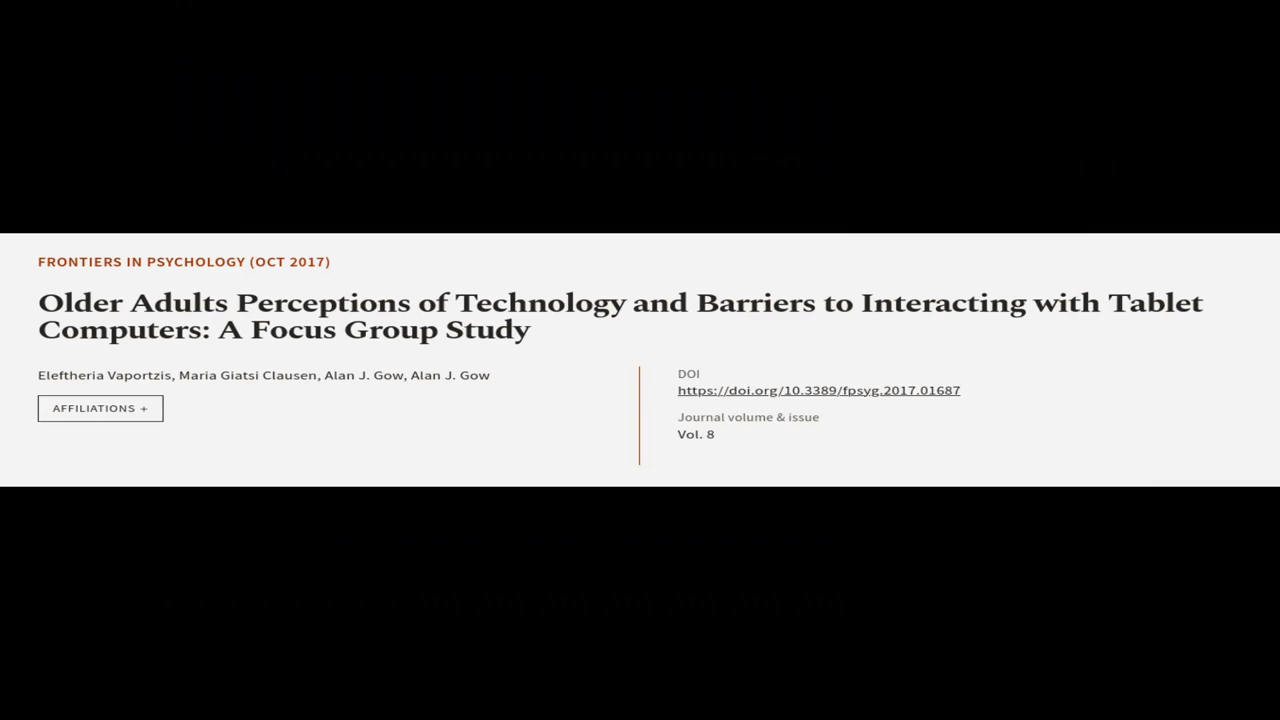 FRONTIERS IN PSYCHOLOGY (OCT 2017)
Older Adults Perceptions of Technology and Barriers to Interacting with Tablet
Computers: A Focus Group Study
Eleftheria Vaportzis, Maria Giatsi Clausen, Alan J. Gow, Alan J. Gow
AFFILIATIONS +
DOI
https://doi.org/10.3389/fpsyg.2017.01687
Journal volume & issue
Vol. 8